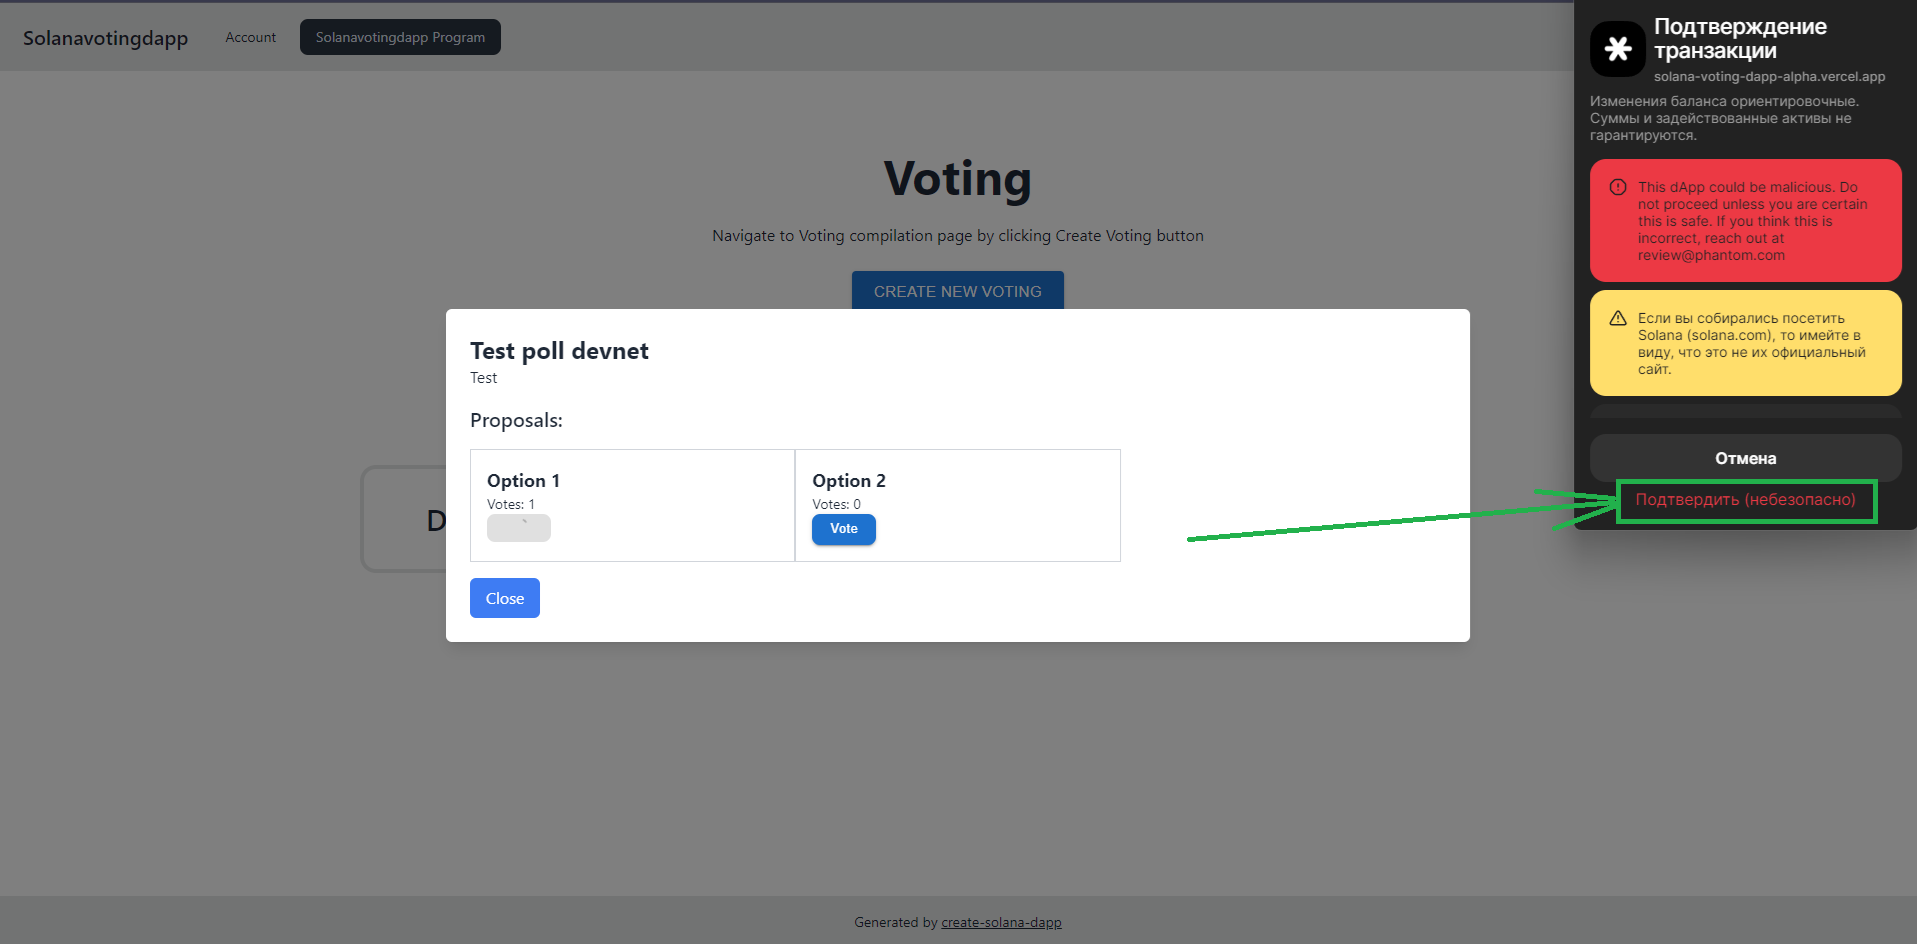 Solanavotingdapp
Account
Solanavotingdapp Program
Voting
Navigate to Voting compilation page by clicking Create Voting button
CREATE NEW VOTING
Test poll devnet
Test
Proposals:
Option 1
Votes: 1
Option 2
Votes: 0
Vote
Close
D
Generated by create-solana-dapp
Подтверждение
транзакции
solana-voting-dapp-alpha.vercel.app
Изменения баланса ориентировочные.
Суммы и задействованные активы не
гарантируются.
This dApp could be malicious. Do
not proceed unless you are certain
this is safe. If you think this is
incorrect, reach out at
review@phantom.com
Если вы собирались посетить
Solana (solana.com), то имейте в
виду, что это не их официальный
сайт.
Отмена
Подтвердить (небезопасно)